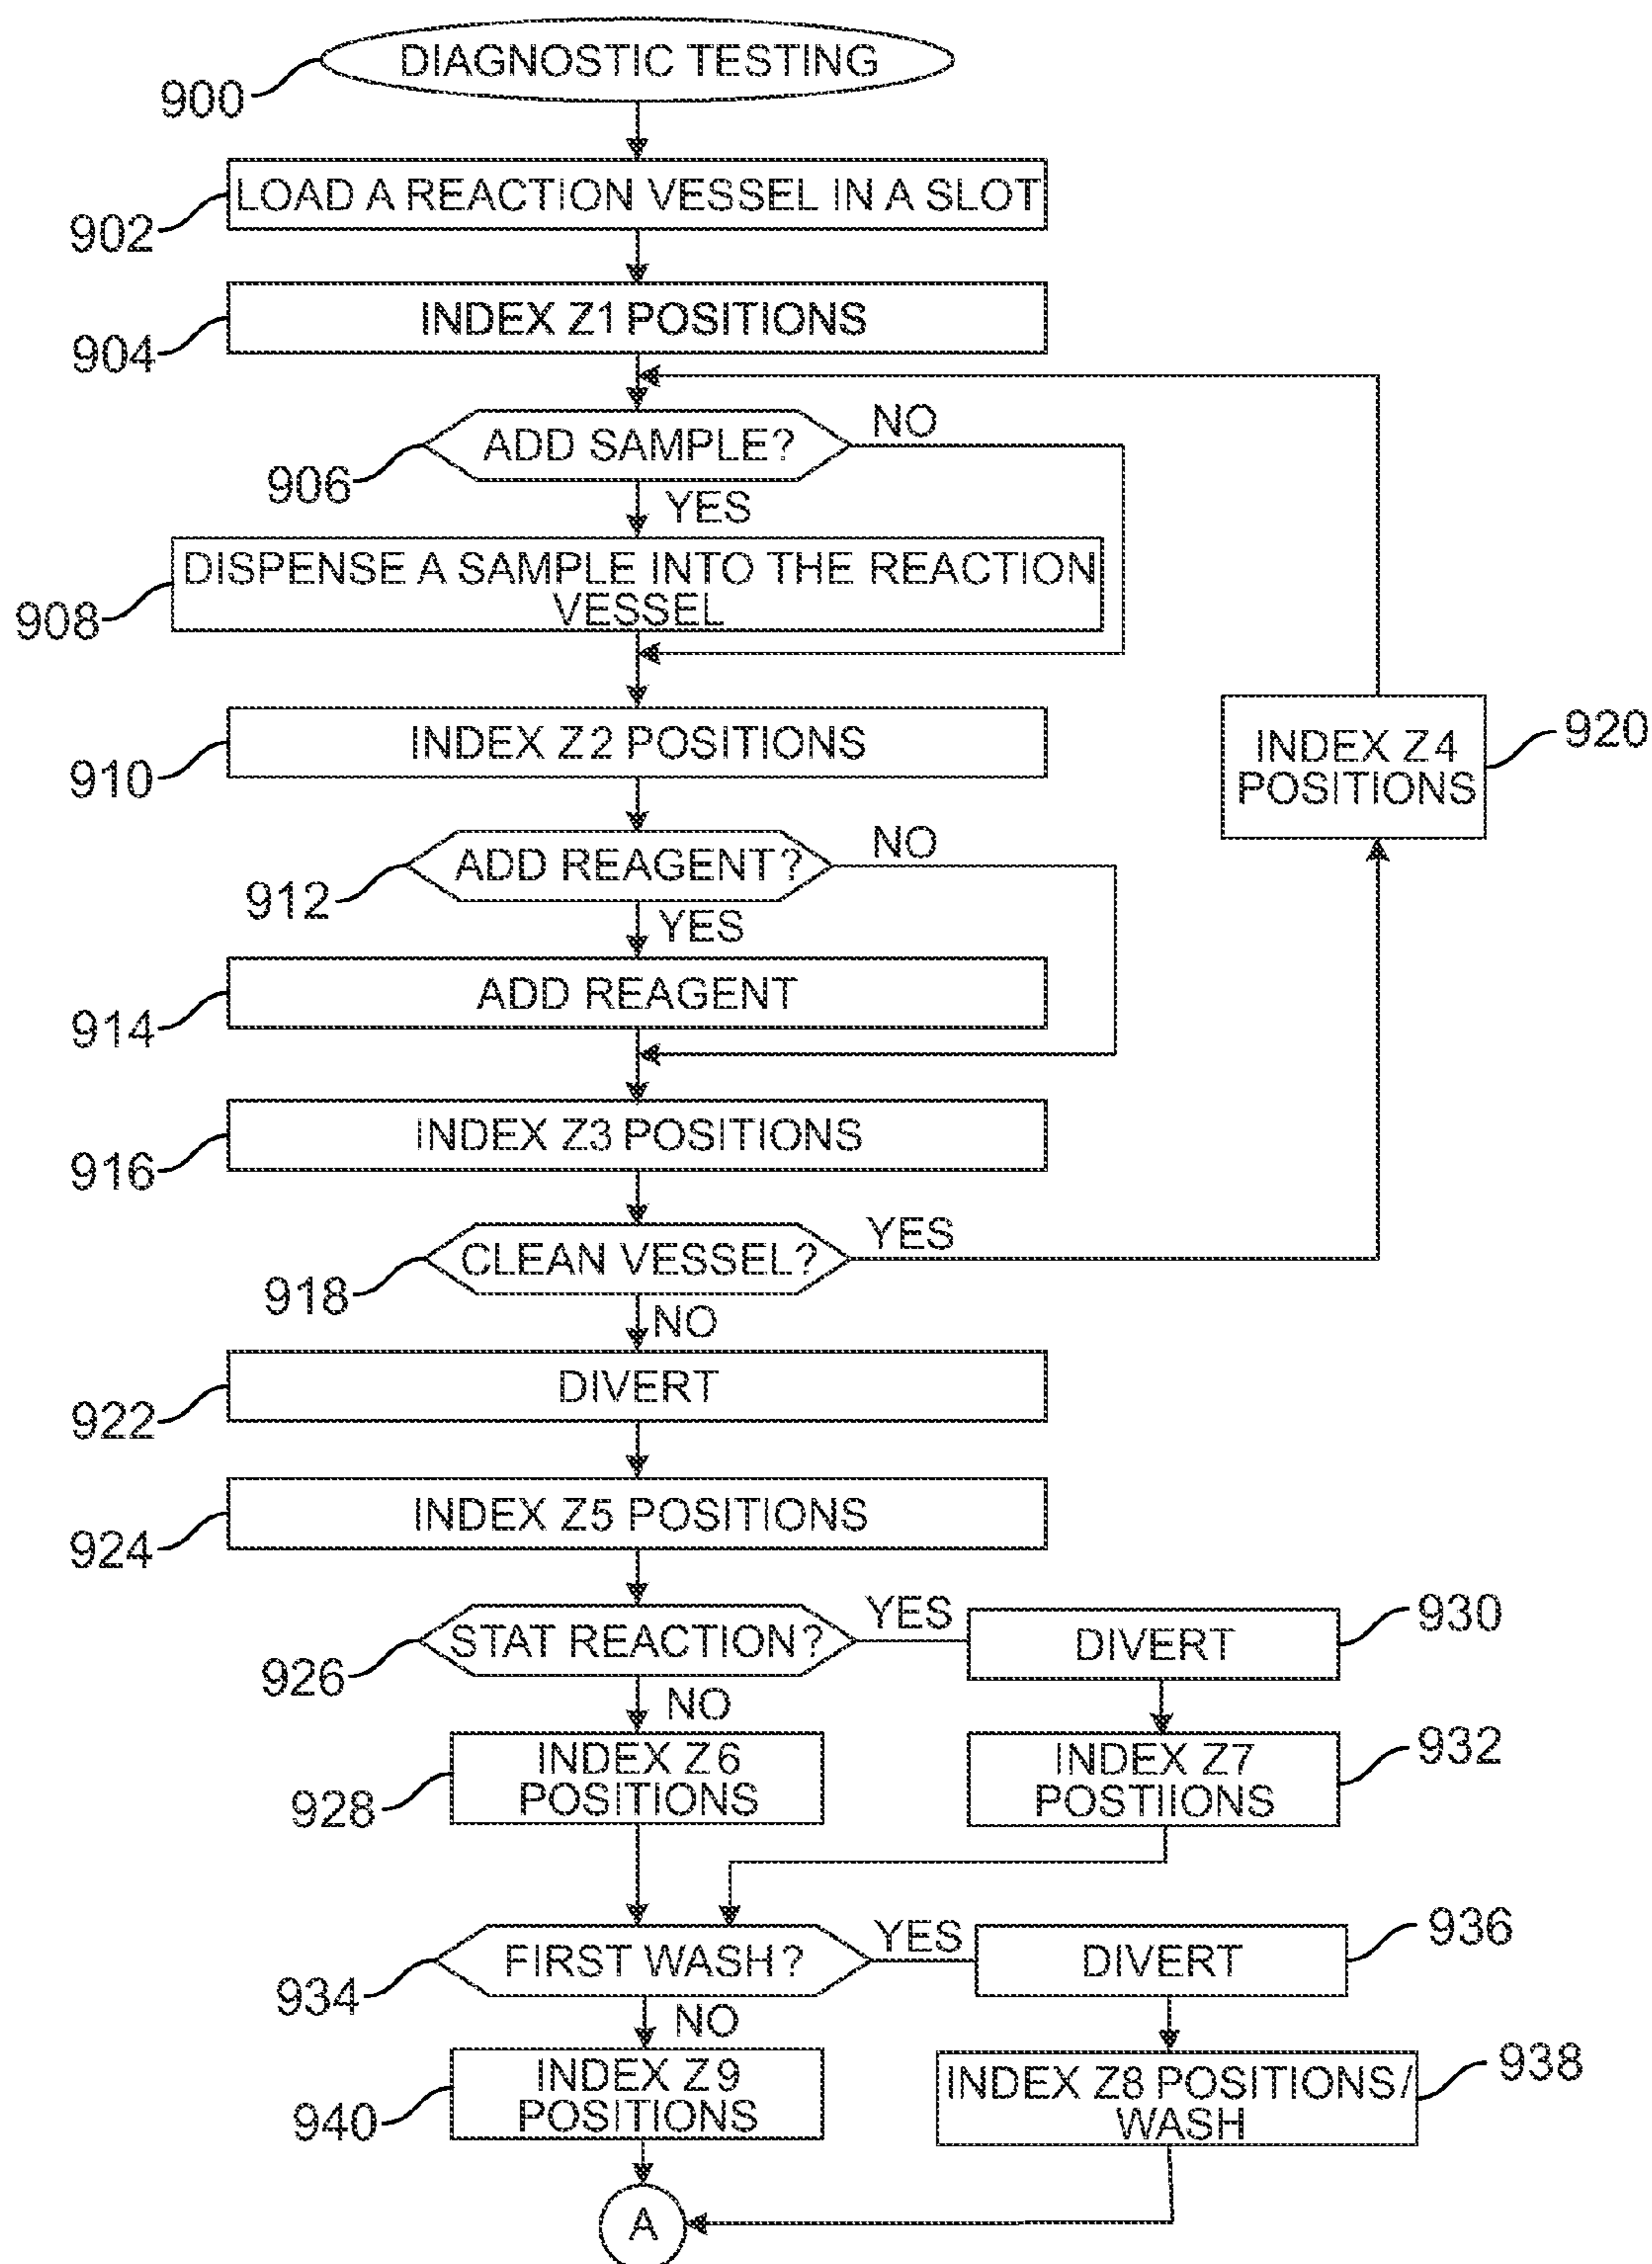 DIAGNOSTIC TESTING
900
LOAD A REACTION VESSEL IN A SLOT
902
INDEX Z1 POSITIONS
904
ADD SAMPLE?
NO
906
YES
DISPENSE A SAMPLE INTO THE REACTION
VESSEL
908
INDEX Z2 POSITIONS
910
INDEX Z4
POSITIONS
920
ADD REAGENT?
NO
912
YES
ADD REAGENT
914
INDEX Z3 POSITIONS
916
CLEAN VESSEL?
YES
918
NO
DIVERT
922
INDEX Z5 POSITIONS
924
STAT REACTION?
YES
DIVERT
930
926
NO
INDEX Z6
POSITIONS
928
INDEX Z7
POSTIIONS
932
FIRST WASH?
YES
DIVERT
936
934
NO
INDEX Z9
POSITIONS
940
INDEX Z8 POSITIONS/
WASH
938
A